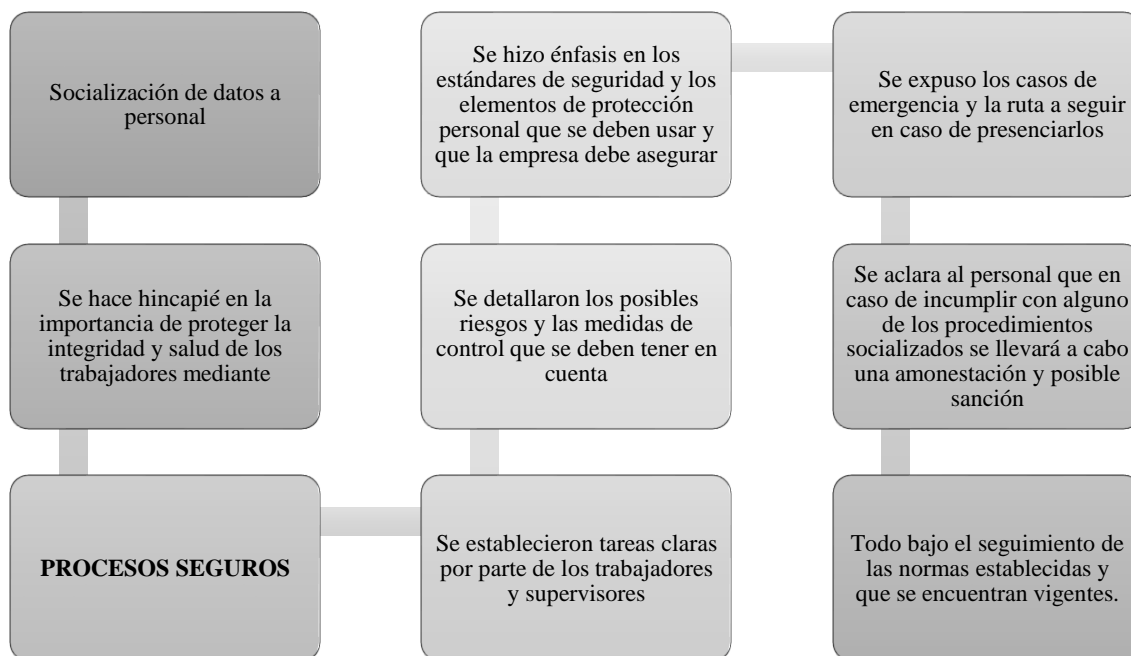 Socialización de datos a
personal
Se hace hincapié en la
importancia de proteger la
integridad y salud de los
trabajadores mediante
PROCESOS SEGUROS
Se establecieron tareas claras
por parte de los trabajadores
y supervisores
Se detallaron los posibles
riesgos y las medidas de
control que se deben tener en
cuenta
Se hizo énfasis en los
estándares de seguridad y los
elementos de protección
personal que se deben usar y
que la empresa debe asegurar
Se expuso los casos de
emergencia y la ruta a seguir
en caso de presenciarlos
Se aclara al personal que en
caso de incumplir con alguno
de los procedimientos
socializados se llevará a cabo
una amonestación y posible
sanción
Todo bajo el seguimiento de
las normas establecidas y
que se encuentran vigentes.